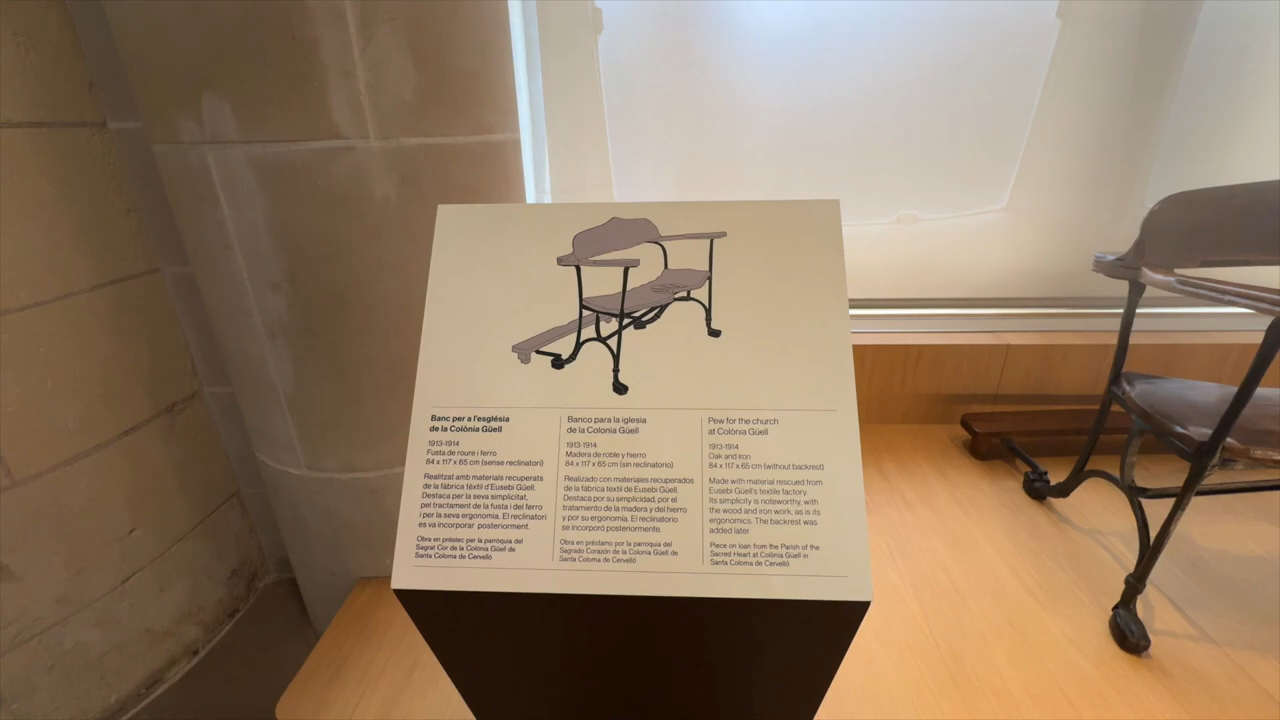 Banc per a l'església
de la Colònia Güell
1913-1914
Fusta de roure i ferro
84 x 117 x 65 cm (sense reclinatori)
Realitzat amb materials recuperats
de la fàbrica tèxtil d'Eusebi Güell.
Destaca per la seva simplicitat,
pel tractament de la fusta i del ferro
i per la seva ergonomia. El reclinatori
es va incorporar posteriorment.
Obra en préstec per la parròquia del
Sagrat Cor de la Colònia Güell de
Santa Coloma de Cervelló
Banco para la iglesia
de la Colonia Güell
1913-1914
Madera de roble y hierro
84 x 117 x 65 cm (sin reclinatorio)
Realizado con materiales recuperados
de la fábrica textil de Eusebi Güell.
Destaca por su simplicidad, por el
tratamiento de la madera y del hierro
y por su ergonomía. El reclinatorio
se incorporó posteriormente.
Obra en préstamo por la parroquia del
Sagrado Corazón de la Colonia Güell de
Santa Coloma de Cervelló
Pew for the church
at Colònia Güell
1913-1914
Oak and iron
84 x 117 x 65 cm (without backrest)
Made with material rescued from
Eusebi Güell's textile factory.
Its simplicity is noteworthy, with
the wood and iron work, as is its
ergonomics. The backrest was
added later.
Piece on loan from the Parish of the
Sacred Heart at Colònia Güell in
Santa Coloma de Cervelló